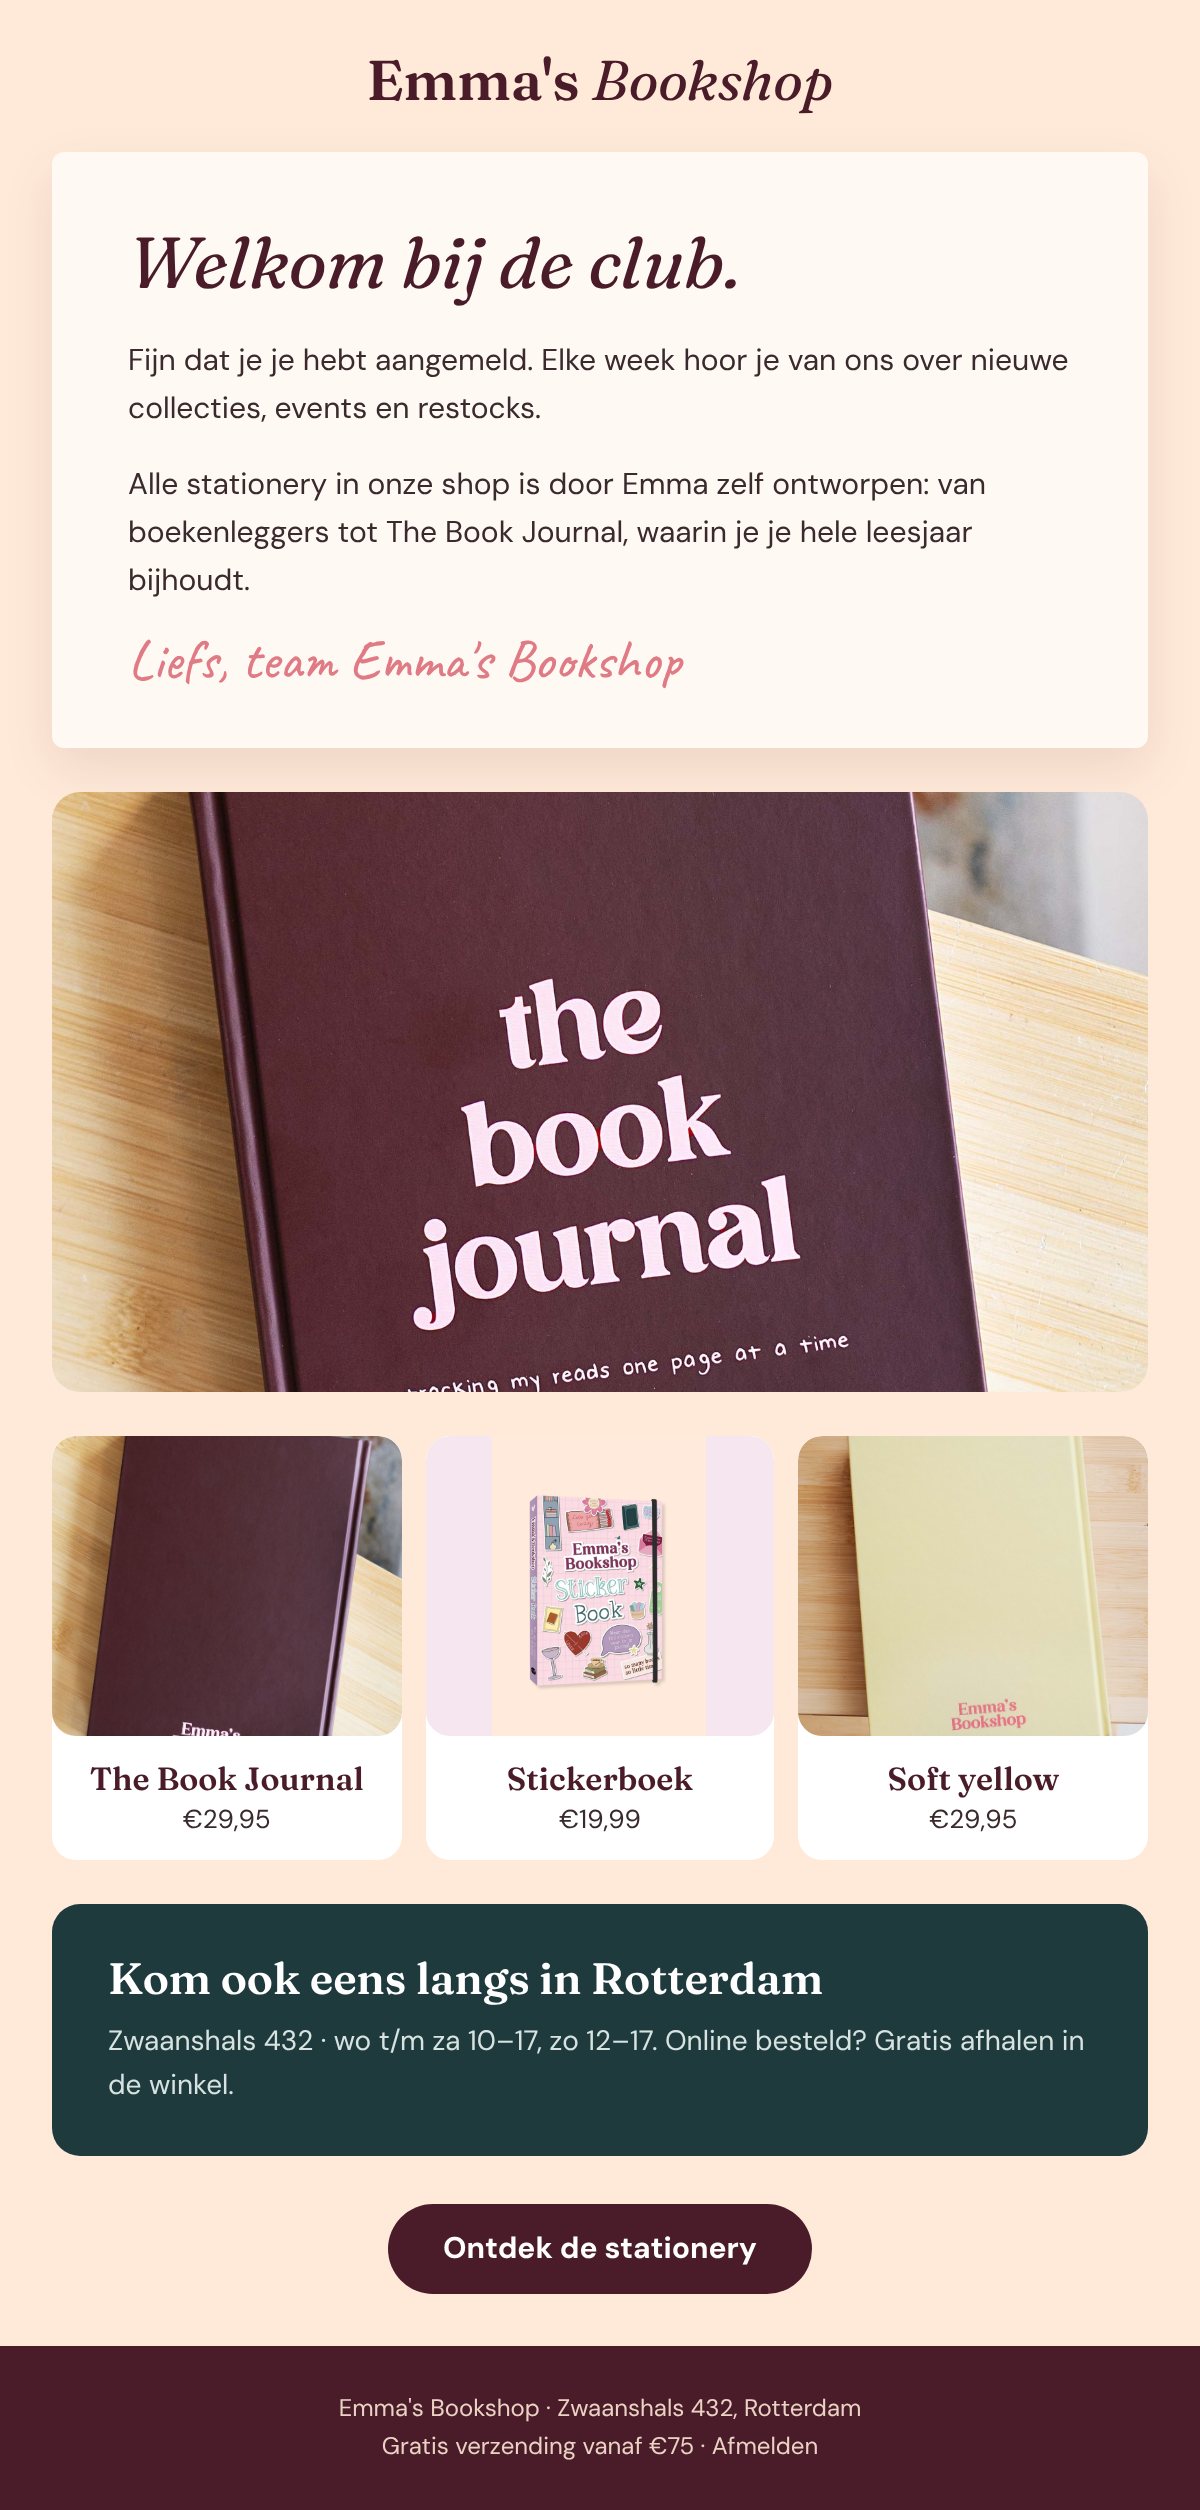 Emma's Bookshop
Welkom bij de club.
Fijn dat je je hebt aangemeld. Elke week hoor je van ons over nieuwe
collecties, events en restocks.
Alle stationery in onze shop is door Emma zelf ontworpen: van
boekenleggers tot The Book Journal, waarin je je hele leesjaar
bijhoudt.
Liefs, team Emma's Bookshop
the
book
journal
tracking my reads one page at a time
Emma's
Emma's
Bookshop
Sticker
Book
Emma's
Bookshop
The Book Journal
€29,95
Stickerboek
€19,99
Soft yellow
€29,95
Kom ook eens langs in Rotterdam
Zwaanshals 432 · wo t/m za 10–17, zo 12–17. Online besteld? Gratis afhalen in
de winkel.
Ontdek de stationery
Emma's Bookshop · Zwaanshals 432, Rotterdam
Gratis verzending vanaf €75 · Afmelden